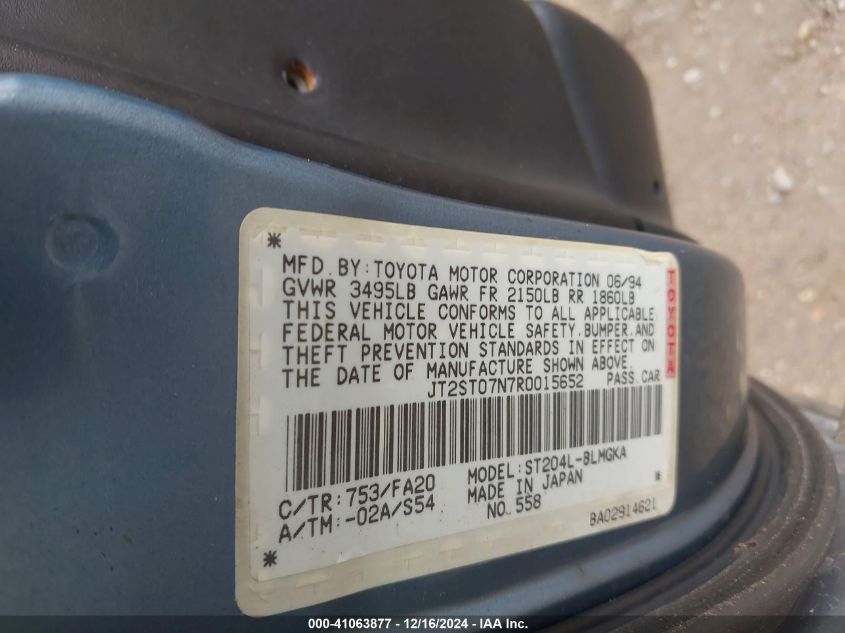 MFD. BY: TOYOTA MOTOR CORPORATION 06/94
GVWR 3495LB GAWR FR 2150LB RR 1860LB
THIS VEHICLE CONFORMS TO ALL APPLICABLE
FEDERAL MOTOR VEHICLE SAFETY, BUMPER, AND
THEFT PREVENTION STANDARDS IN EFFECT ON
THE DATE OF MANUFACTURE SHOWN ABOVE.
JT2ST07N7R0015652 PASS. CAR
TOYOTA
C/TR: 753/FA20 MODEL: ST204L-BLMGKA
A/TM: -02A/S54 MADE IN JAPAN
NO. 558
BA02914621
000-41063877 - 12/16/2024 - IAA Inc.